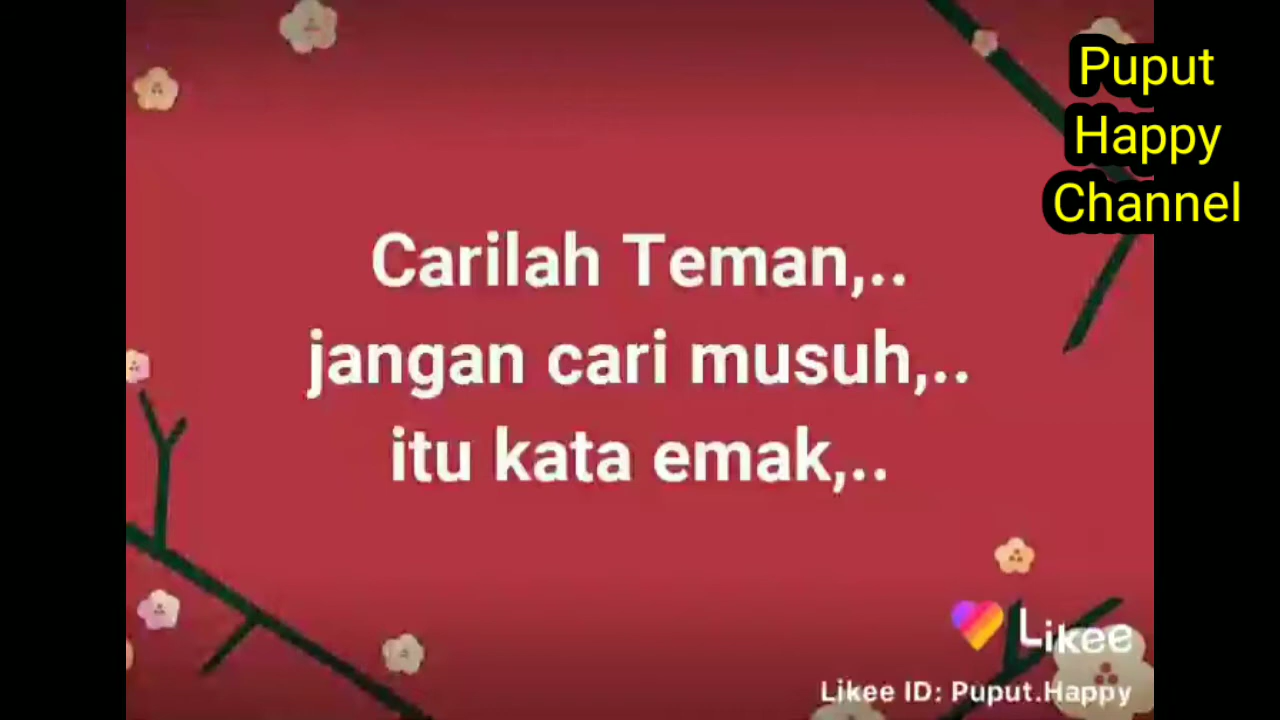 Puput
Happy
Channel
Carilah Teman,..
jangan cari musuh,..
itu kata emak,..
Likee
Likee ID: Puput.Happy